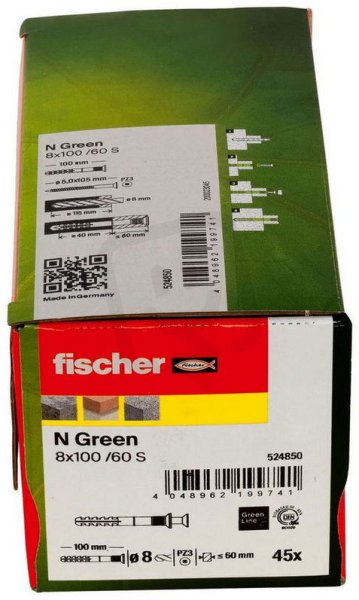 N Green
8x100 /60 S
100 mm
ø 5,0x105 mm
PZ3
ø 8 mm
≥ 115 mm
≥ 40 mm
≤ 60 mm
Made in Germany
4 048962 199741
524850
fischer
fischer
N Green
8x100 /60 S
524850
4 048962 199741
Green
Line
100 mm
ø 8
PZ3
≤ 60 mm
45x